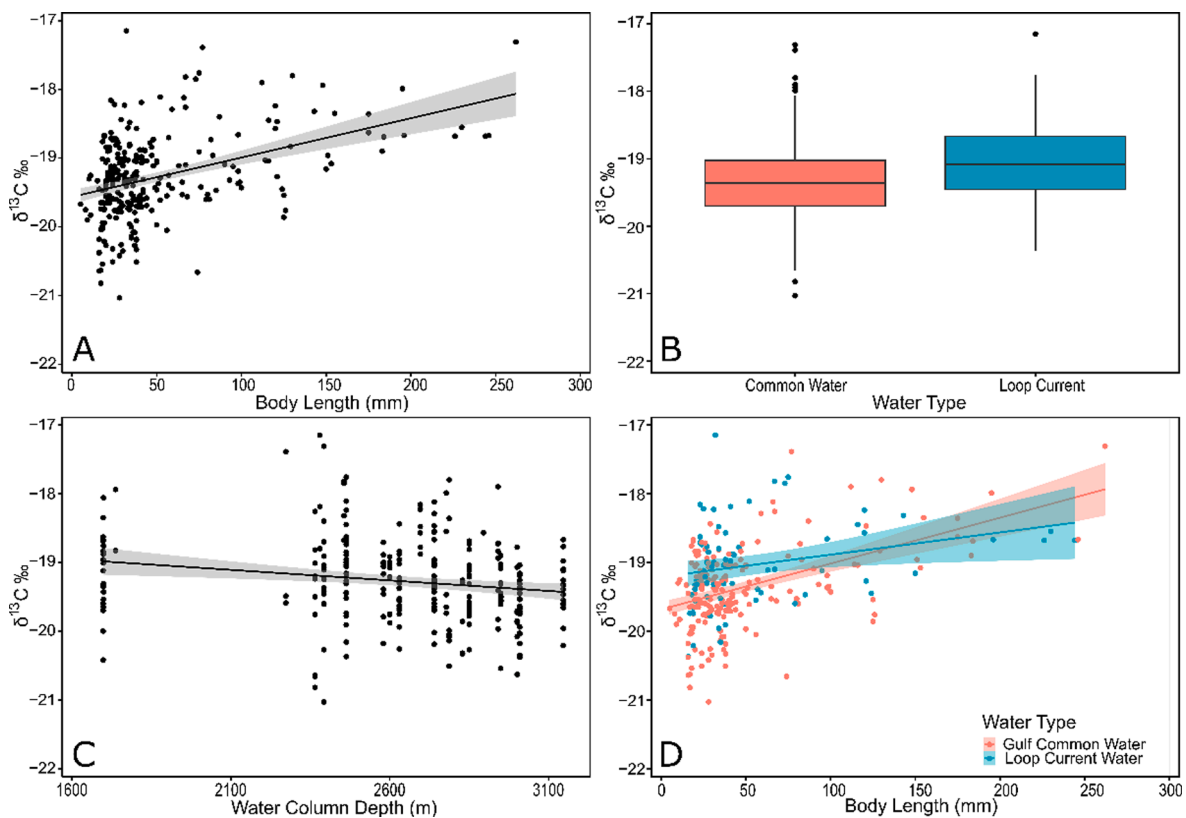 −17
−18
−19
−20
−21
−22
δ13C ‰
A
0
50
100
150
200
250
300
Body Length (mm)
−17
−18
−19
−20
−21
−22
δ13C ‰
B
Common Water
Loop Current
Water Type
−17
−18
−19
−20
−21
−22
δ13C ‰
C
1600
2100
2600
3100
Water Column Depth (m)
−17
−18
−19
−20
−21
−22
δ13C ‰
D
Water Type
Gulf Common Water
Loop Current Water
0
50
100
150
200
250
300
Body Length (mm)